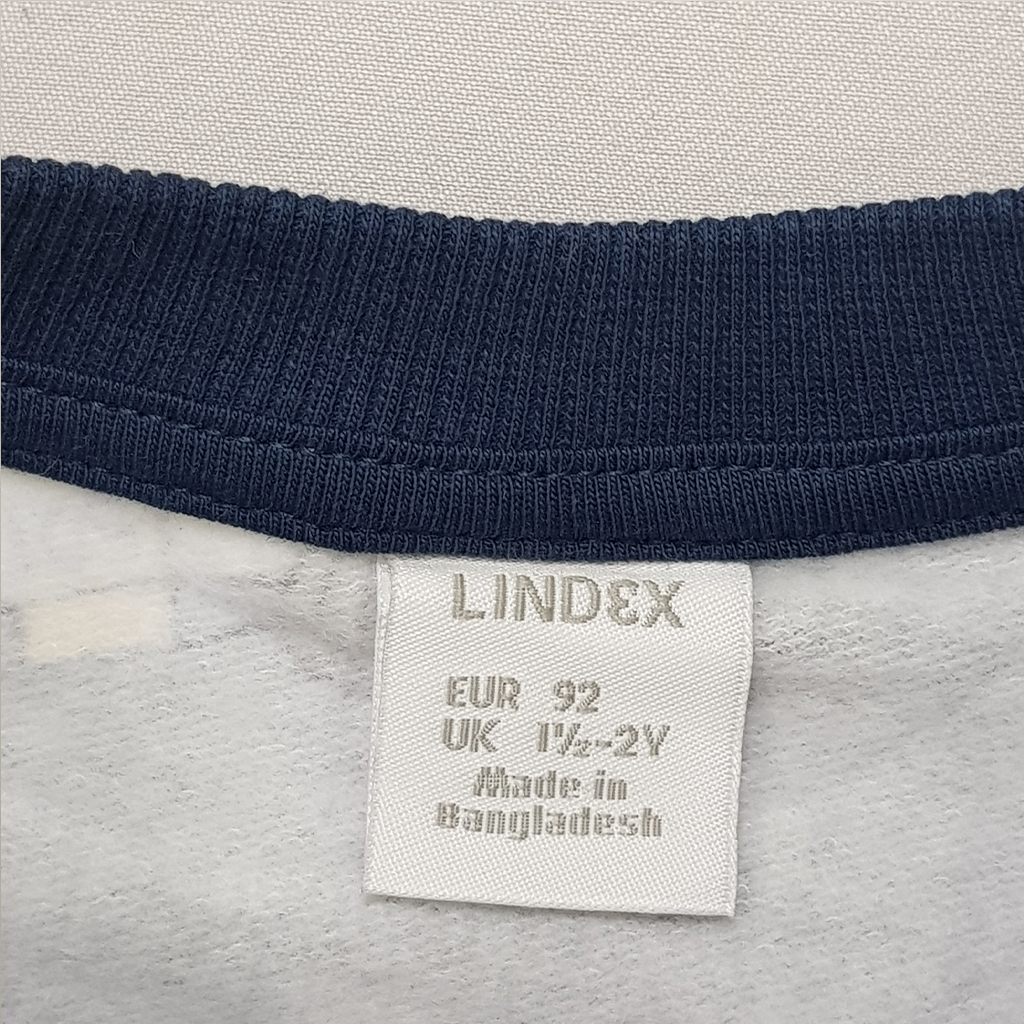 LINDEX
EUR 92
UK 1½-2Y
Made in
Bangladesh